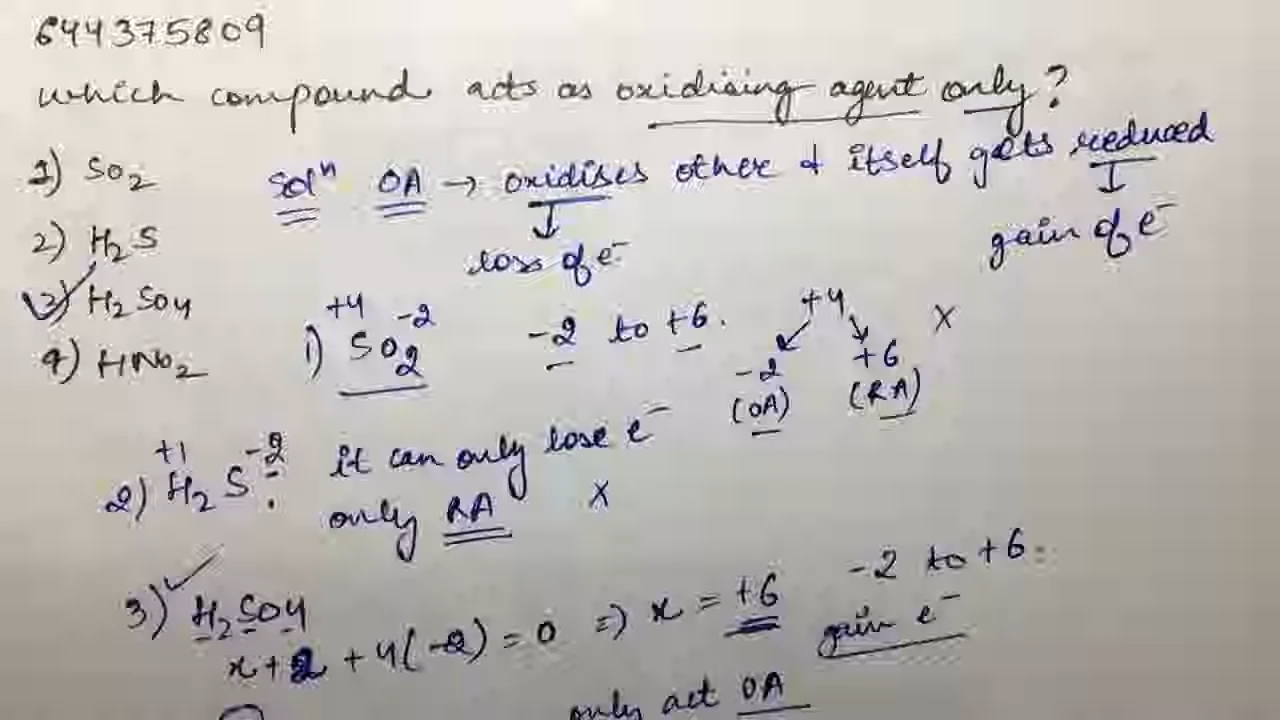 644375809
which compound acts as oxidising agent only?
1) SO2
2) H2S
3) H2SO4
4) HNO2
Solⁿ OA → oxidises other & itself gets reduced
loss of e⁻
gain of e⁻
1) SO2
+4 -2
-2 to +6.
+4 X
-2 +6
(OA) (RA)
+1 -2
2) H2S
it can only lose e⁻
only RA X
3) ✓ H2SO4
x+2+4(-2)=0 => x = +6
-2 to +6.
gain e⁻
only act OA